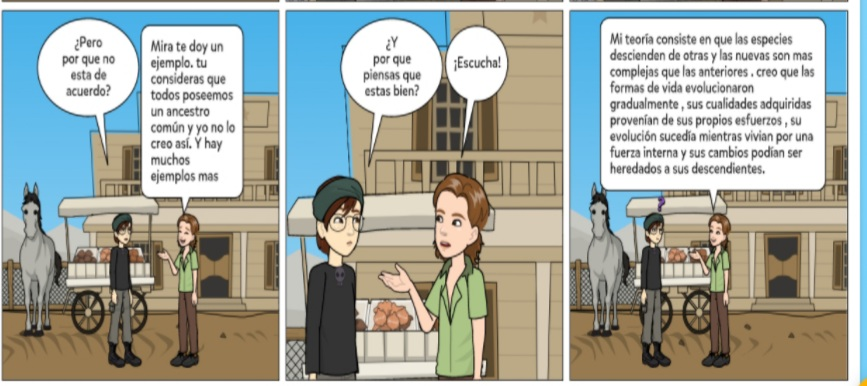 ¿Pero
por que no
esta de
acuerdo?
Mira te doy un
ejemplo. tu
consideras que
todos poseemos
un ancestro
común y yo no lo
creo así. Y hay
muchos
ejemplos mas
¿Y
por que
piensas que
estas bien?
¡Escucha!
Mi teoría consiste en que las especies
descienden de otras y las nuevas son mas
complejas que las anteriores . creo que las
formas de vida evolucionaron
gradualmente , sus cualidades adquiridas
provenían de sus propios esfuerzos , su
evolución sucedía mientras vivian por una
fuerza interna y sus cambios podían ser
heredados a sus descendientes.